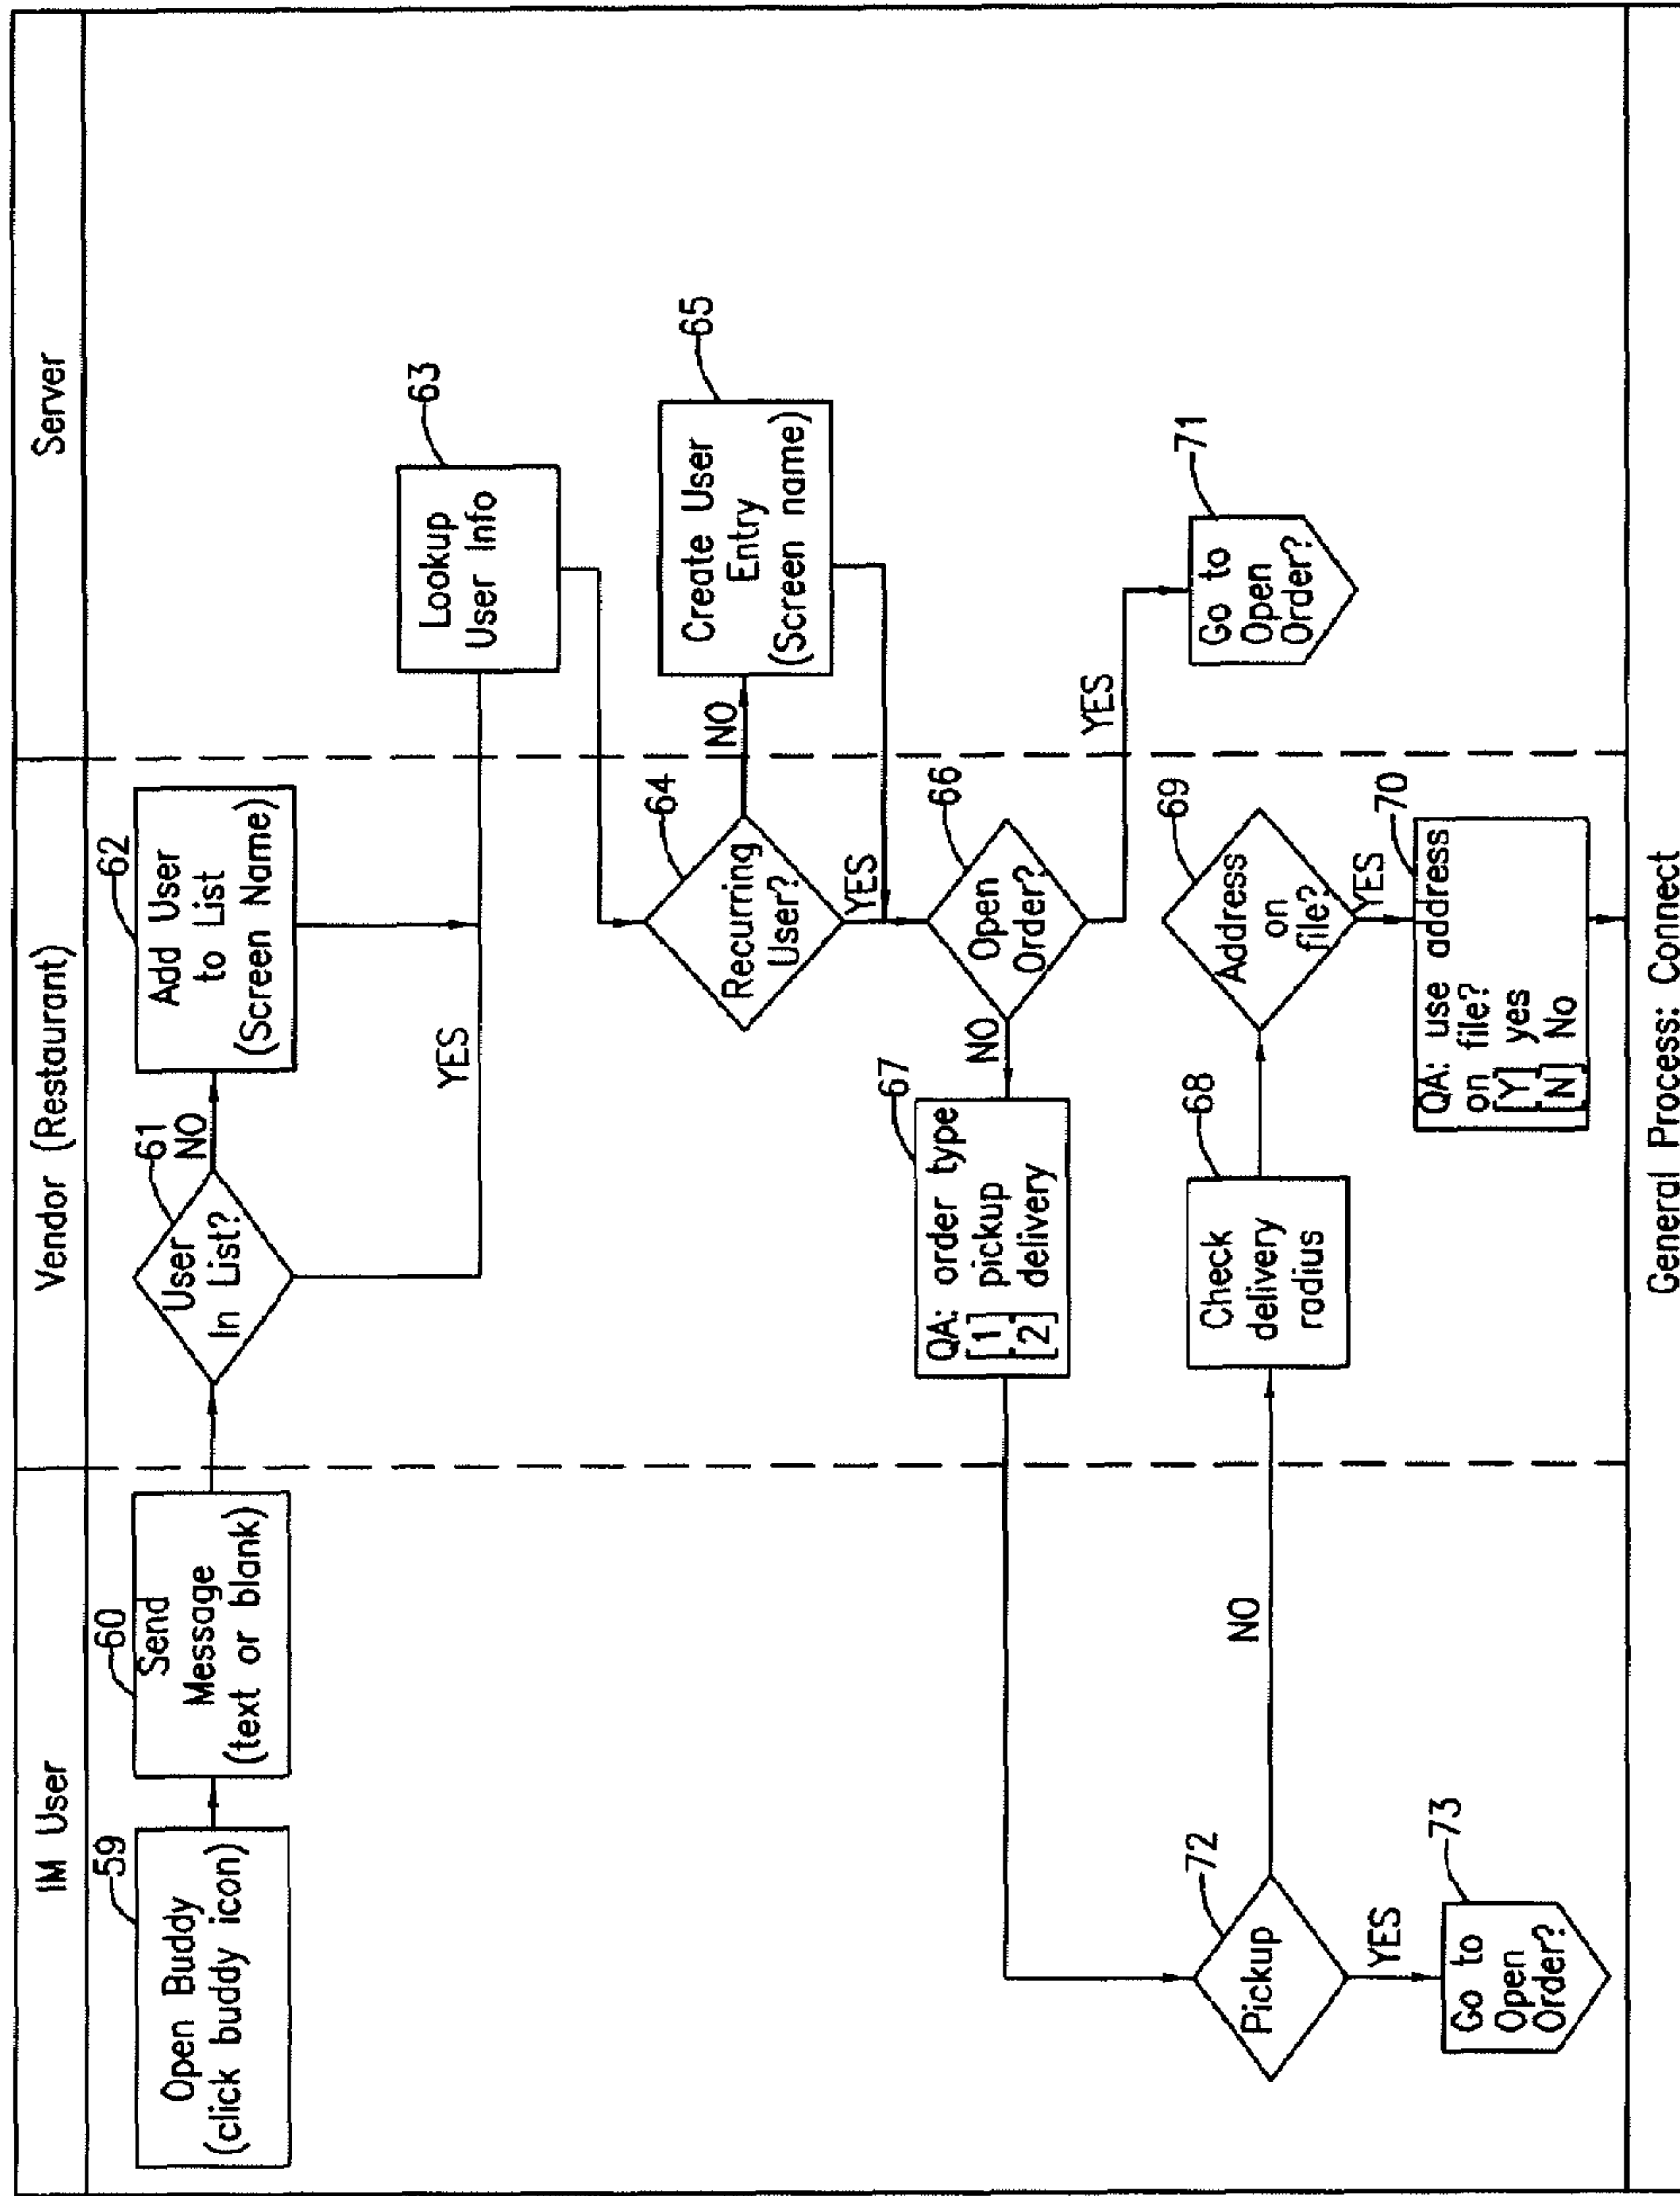 IM User
Vendor (Restaurant)
Server
59
Open Buddy
(click buddy icon)
60
Send
Message
(text or blank)
61
User
In List?
NO
62
Add User
to List
(Screen Name)
YES
63
Lookup
User Info
64
Recurring
User?
NO
65
Create User
Entry
(Screen name)
YES
66
Open
Order?
NO
YES
67
QA: order type
[1] pickup
[2] delivery
71
Go to
Open
Order?
72
Pickup
NO
68
Check
delivery
radius
69
Address
on
file?
YES
70
QA: use address
on file?
[Y] yes
[N] No
YES
73
Go to
Open
Order?
General Process: Connect